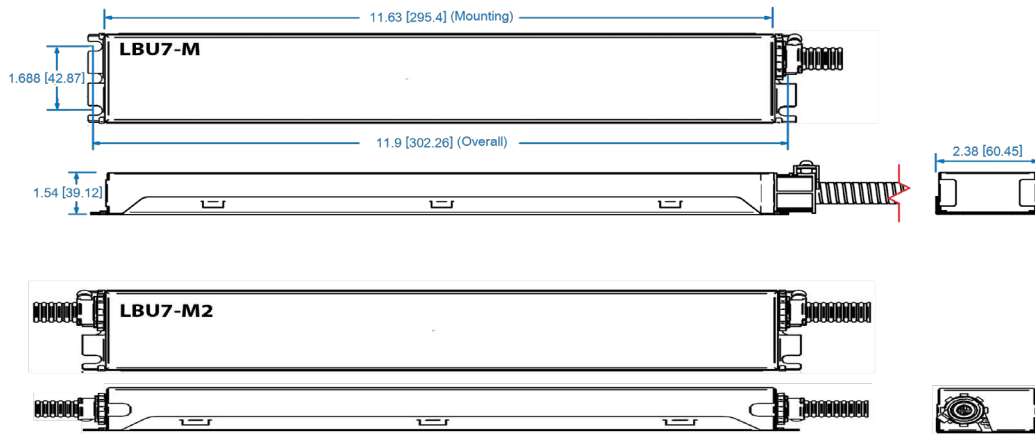 11.63 [295.4] (Mounting)
LBU7-M
1.688 [42.87]
11.9 [302.26] (Overall)
2.38 [60.45]
1.54 [39.12]
LBU7-M2